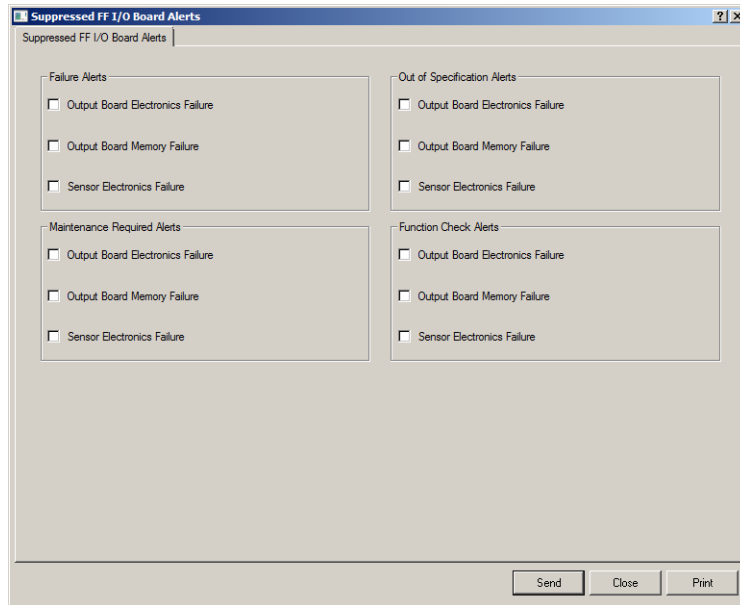 Suppressed FF I/O Board Alerts
Suppressed FF I/O Board Alerts
Failure Alerts
Output Board Electronics Failure
Output Board Memory Failure
Sensor Electronics Failure
Out of Specification Alerts
Output Board Electronics Failure
Output Board Memory Failure
Sensor Electronics Failure
Maintenance Required Alerts
Output Board Electronics Failure
Output Board Memory Failure
Sensor Electronics Failure
Function Check Alerts
Output Board Electronics Failure
Output Board Memory Failure
Sensor Electronics Failure
Send Close Print